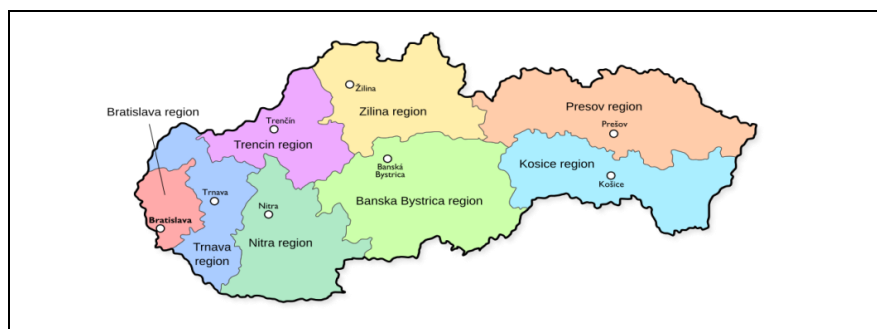 Bratislava region
Žilina
Zilina region
Presov region
Prešov
Trenčín
Trencin region
Banská
Bystrica
Kosice region
Košice
Trnava
Nitra
Banska Bystrica region
Bratislava
Trnava
region
Nitra region